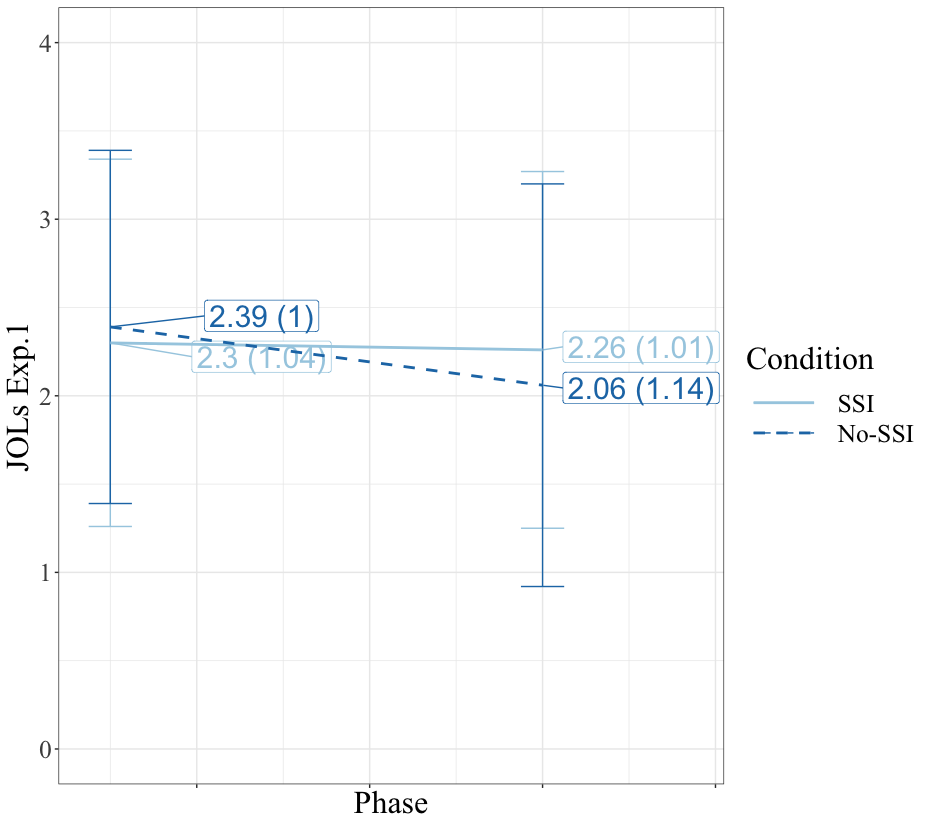 JOLs Exp.1
4
3
2
1
0
2.39 (1)
2.3 (1.04)
2.26 (1.01)
2.06 (1.14)
Phase
Condition
SSI
No-SSI